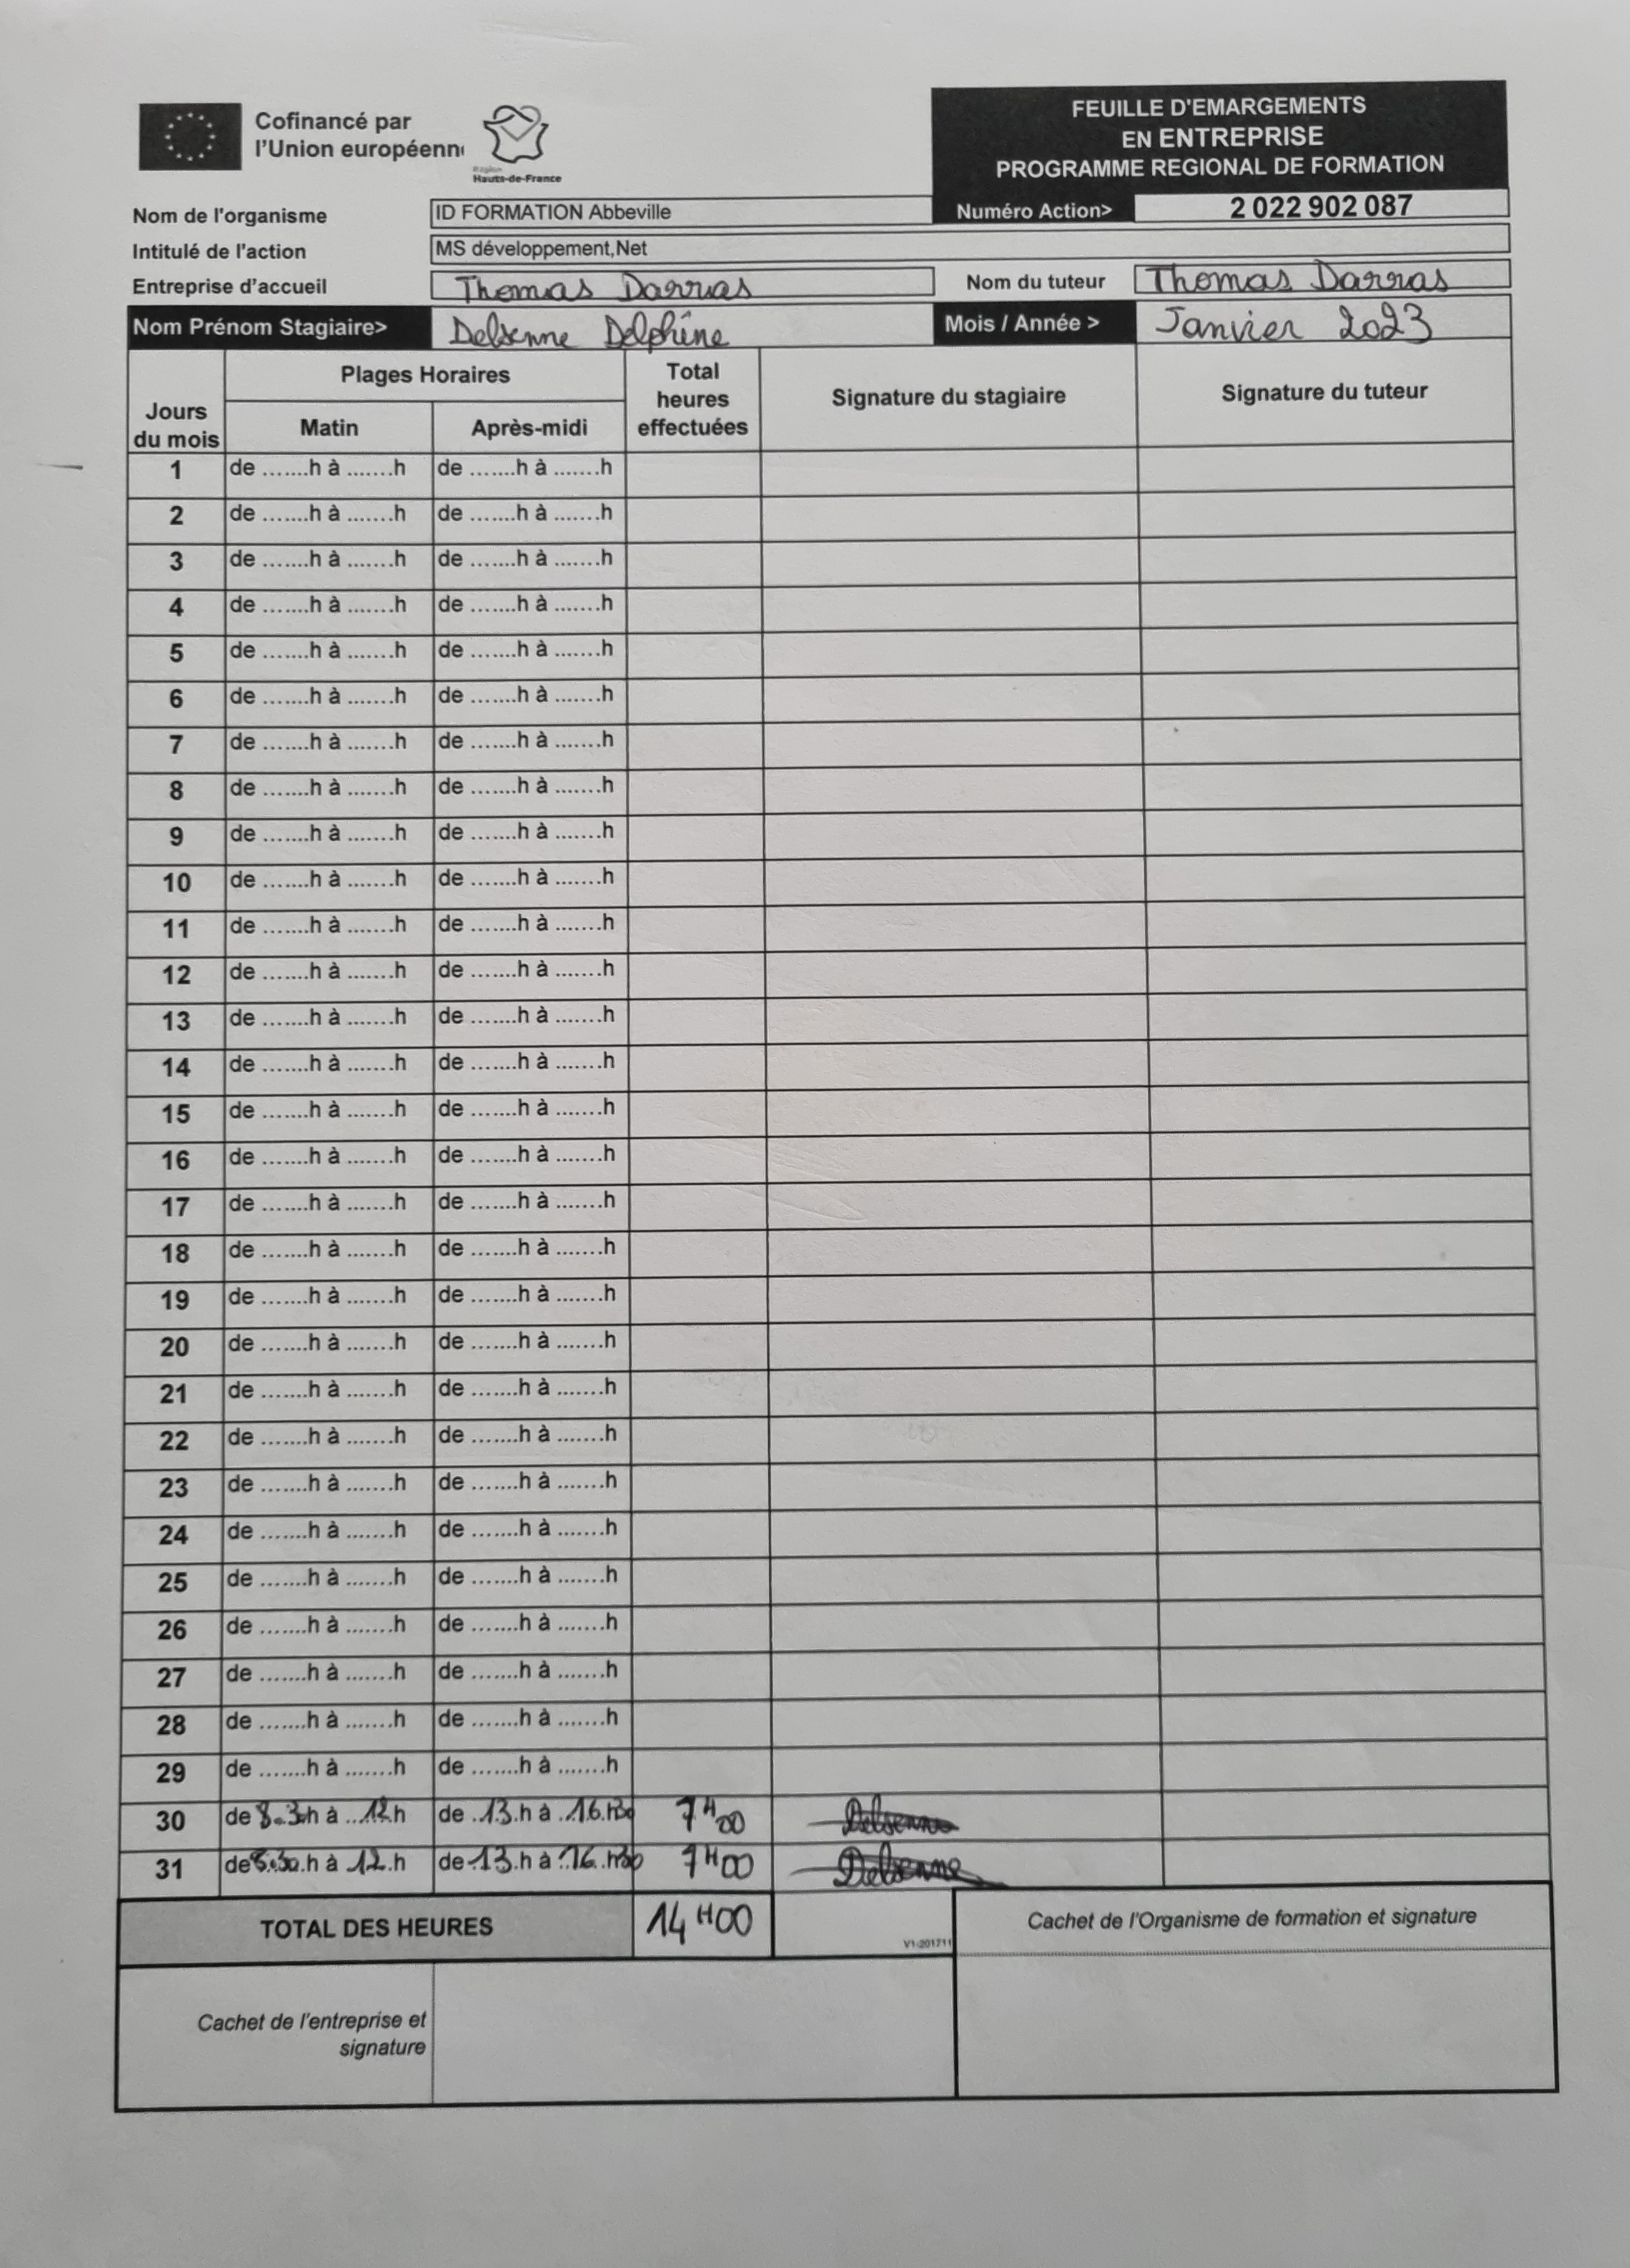 Cofinancé par
l'Union européenn
Région
Hauts-de-France
FEUILLE D'EMARGEMENTS
EN ENTREPRISE
PROGRAMME REGIONAL DE FORMATION
Nom de l'organisme ID FORMATION Abbeville Numéro Action> 2 022 902 087
Intitulé de l'action MS développement,Net
Entreprise d'accueil Thomas Darras Nom du tuteur Thomas Darras
Nom Prénom Stagiaire> Delsenne Delphine Mois / Année > Janvier 2023
Jours du mois Plages Horaires Total heures effectuées Signature du stagiaire Signature du tuteur
Matin Après-midi
1 de .......h à .......h de .......h à .......h
2 de .......h à .......h de .......h à .......h
3 de .......h à .......h de .......h à .......h
4 de .......h à .......h de .......h à .......h
5 de .......h à .......h de .......h à .......h
6 de .......h à .......h de .......h à .......h
7 de .......h à .......h de .......h à .......h
8 de .......h à .......h de .......h à .......h
9 de .......h à .......h de .......h à .......h
10 de .......h à .......h de .......h à .......h
11 de .......h à .......h de .......h à .......h
12 de .......h à .......h de .......h à .......h
13 de .......h à .......h de .......h à .......h
14 de .......h à .......h de .......h à .......h
15 de .......h à .......h de .......h à .......h
16 de .......h à .......h de .......h à .......h
17 de .......h à .......h de .......h à .......h
18 de .......h à .......h de .......h à .......h
19 de .......h à .......h de .......h à .......h
20 de .......h à .......h de .......h à .......h
21 de .......h à .......h de .......h à .......h
22 de .......h à .......h de .......h à .......h
23 de .......h à .......h de .......h à .......h
24 de .......h à .......h de .......h à .......h
25 de .......h à .......h de .......h à .......h
26 de .......h à .......h de .......h à .......h
27 de .......h à .......h de .......h à .......h
28 de .......h à .......h de .......h à .......h
29 de .......h à .......h de .......h à .......h
30 de 8.30h à 12h de 13h à 16h30 7H00 Delsenne
31 de 8.30h à 12h de 13h à 16h30 7H00 Delsenne
TOTAL DES HEURES 14H00 V1-201711 Cachet de l'Organisme de formation et signature
Cachet de l'entreprise et
signature